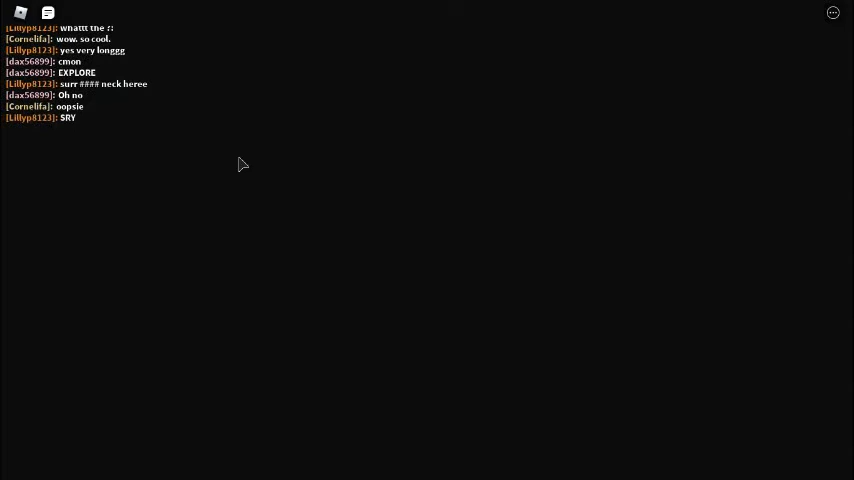 [Lillyp8123]: whattt the ?!
[Cornelifa]: wow. so cool.
[Lillyp8123]: yes very longgg
[dax56899]: cmon
[dax56899]: EXPLORE
[Lillyp8123]: surr #### neck heree
[dax56899]: Oh no
[Cornelifa]: oopsie
[Lillyp8123]: SRY